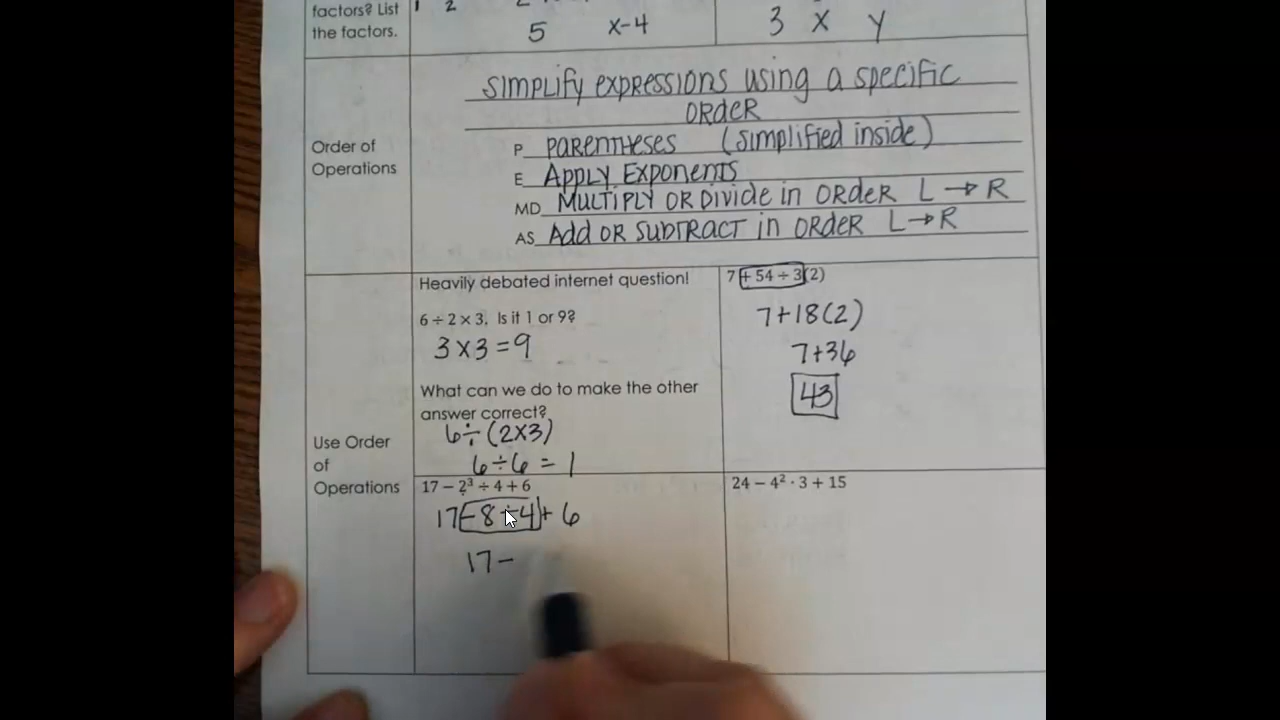 factors? List
the factors.
5 x-4
3 x y
Order of
Operations
Simplify expressions using a specific
order
P Parentheses (simplified inside)
E Apply Exponents
MD Multiply or Divide in order L → R
AS Add or Subtract in order L → R
Use Order
of
Operations
Heavily debated internet question!
6 ÷ 2 × 3. Is it 1 or 9?
3 × 3 = 9
What can we do to make the other
answer correct?
6 ÷ (2×3)
6 ÷ 6 = 1
7 + 54 ÷ 3(2)
7+18(2)
7+36
43
17 − 2³ ÷ 4 + 6
17 - 8 ÷ 4 + 6
17 -
24 − 4² · 3 + 15